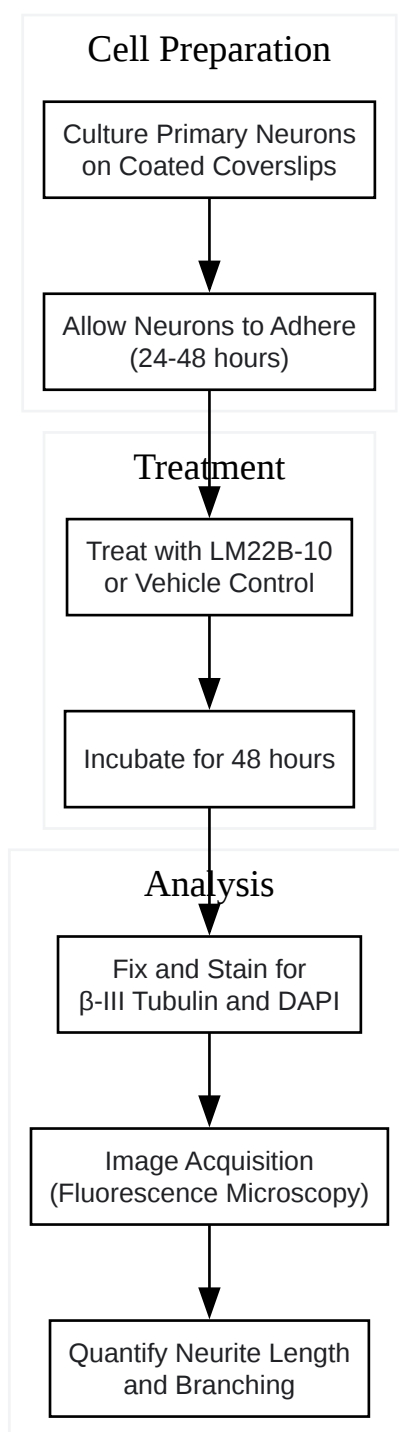 Cell Preparation
Culture Primary Neurons
on Coated Coverslips
Allow Neurons to Adhere
(24-48 hours)
Treatment
Treat with LM22B-10
or Vehicle Control
Incubate for 48 hours
Analysis
Fix and Stain for
β-III Tubulin and DAPI
Image Acquisition
(Fluorescence Microscopy)
Quantify Neurite Length
and Branching